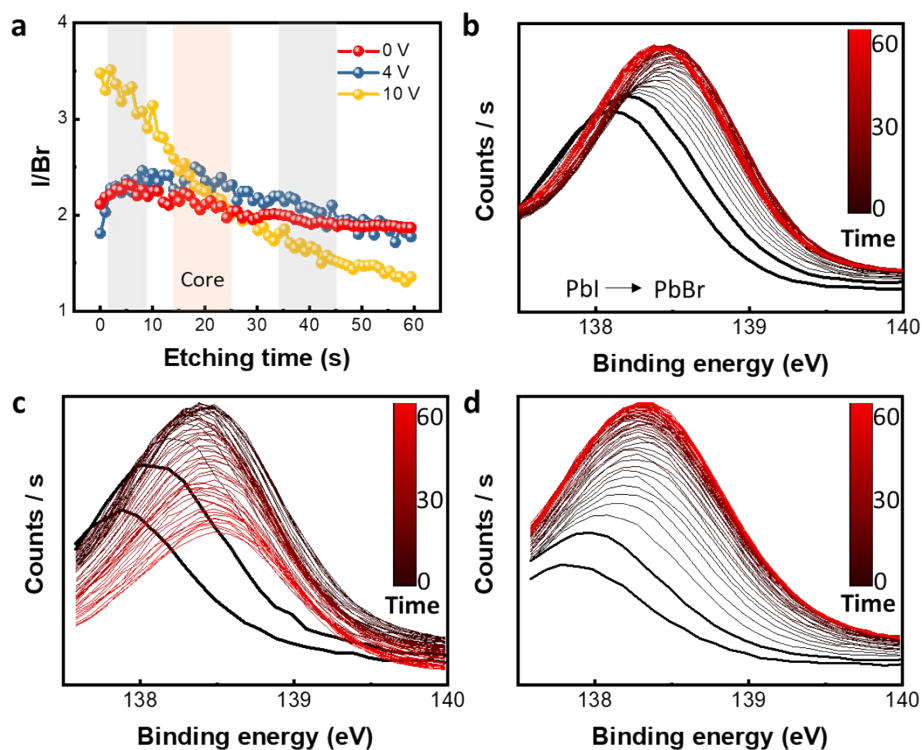 a
4
3
2
1
I/Br
0 V
4 V
10 V
Core
0 10 20 30 40 50 60
Etching time (s)
b
Counts / s
60
30
0
Time
PbI → PbBr
138 139 140
Binding energy (eV)
c
Counts / s
60
30
0
Time
138 139 140
Binding energy (eV)
d
Counts / s
60
30
0
Time
138 139 140
Binding energy (eV)